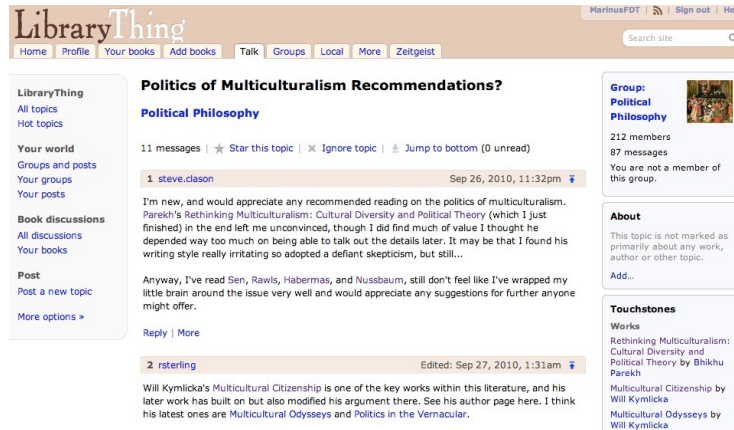 LibraryThing
MarinusFDT | Sign out | He
Search site
Home Profile Your books Add books Talk Groups Local More Zeitgeist
LibraryThing
All topics
Hot topics
Your world
Groups and posts
Your groups
Your posts
Book discussions
All discussions
Your books
Post
Post a new topic
More options »
Politics of Multiculturalism Recommendations?
Political Philosophy
11 messages | Star this topic | Ignore topic | Jump to bottom (0 unread)
1 steve.clason Sep 26, 2010, 11:32pm
I'm new, and would appreciate any recommended reading on the politics of multiculturalism.
Parekh's Rethinking Multiculturalism: Cultural Diversity and Political Theory (which I just
finished) in the end left me unconvinced, though I did find much of value I thought he
depended way too much on being able to talk out the details later. It may be that I found his
writing style really irritating so adopted a defiant skepticism, but still...
Anyway, I've read Sen, Rawls, Habermas, and Nussbaum, still don't feel like I've wrapped my
little brain around the issue very well and would appreciate any suggestions for further anyone
might offer.
Reply | More
2 rsterling Edited: Sep 27, 2010, 1:31am
Will Kymlicka's Multicultural Citizenship is one of the key works within this literature, and his
later work has built on but also modified his argument there. See his author page here. I think
his latest ones are Multicultural Odysseys and Politics in the Vernacular.
Group:
Political
Philosophy
212 members
87 messages
You are not a member of
this group.
About
This topic is not marked as
primarily about any work,
author or other topic.
Add...
Touchstones
Works
Rethinking Multiculturalism:
Cultural Diversity and
Political Theory by Bhikhu
Parekh
Multicultural Citizenship by
Will Kymlicka
Multicultural Odysseys by
Will Kymlicka